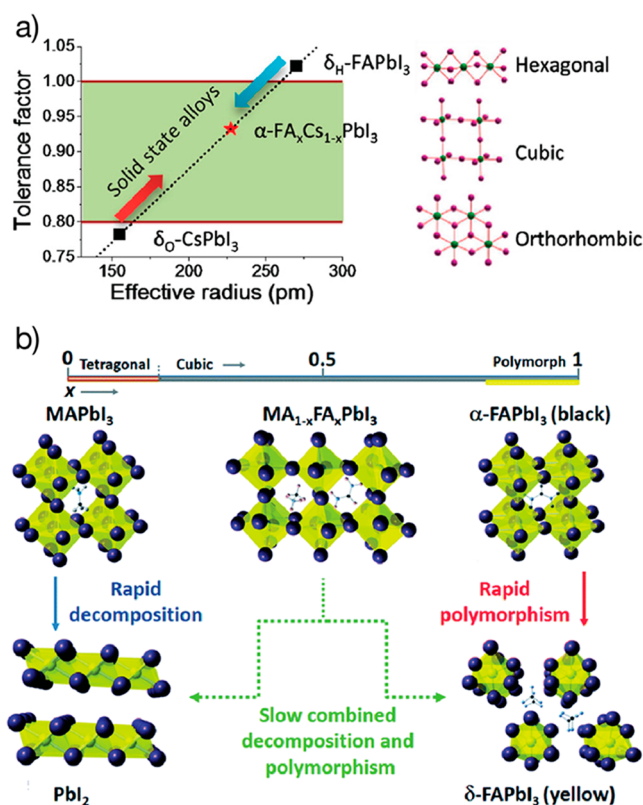 a)
1.05
1.00
0.95
0.90
0.85
0.80
0.75
Tolerance factor
Solid state alloys
δH-FAPbI3
α-FAxCs1-xPbI3
δO-CsPbI3
150
200
250
300
Effective radius (pm)
Hexagonal
Cubic
Orthorhombic
b)
0
0.5
1
Tetragonal
Cubic
Polymorph
x
MAPbI3
MA1-xFAxPbI3
α-FAPbI3 (black)
Rapid
decomposition
Rapid
polymorphism
Slow combined
decomposition and
polymorphism
PbI2
δ-FAPbI3 (yellow)